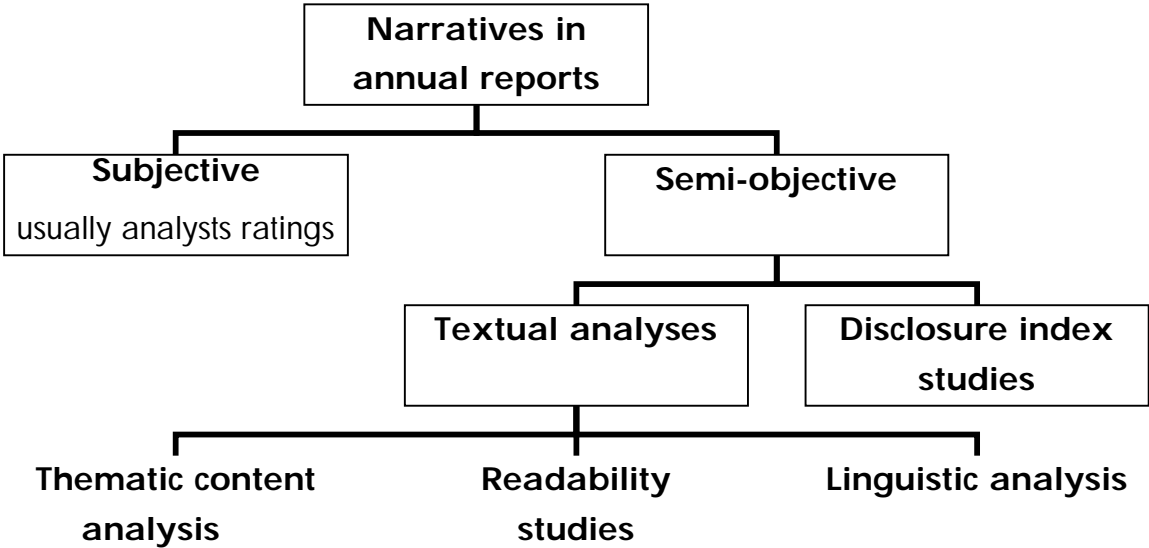 Narratives in
annual reports
Subjective
usually analysts ratings
Semi-objective
Textual analyses
Disclosure index
studies
Thematic content
analysis
Readability
studies
Linguistic analysis